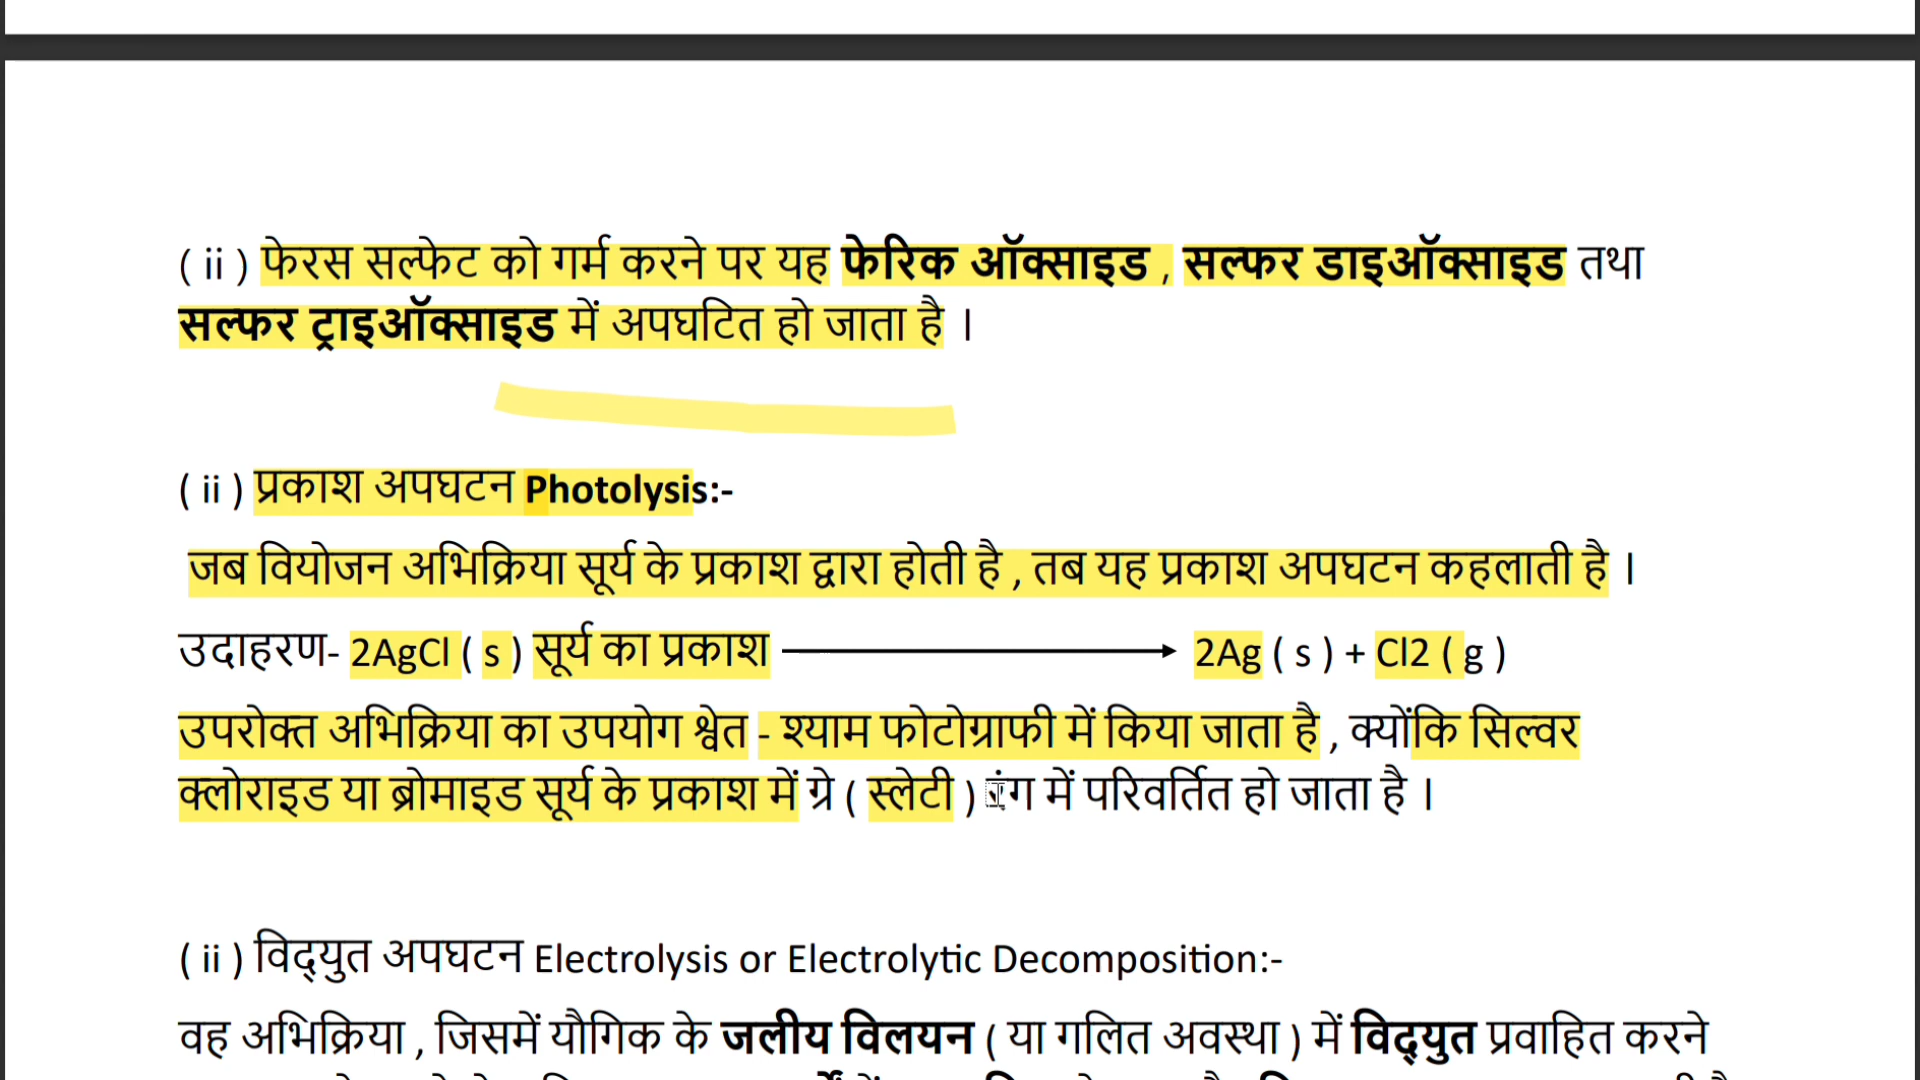 ( ii ) फेरस सल्फेट को गर्म करने पर यह फेरिक ऑक्साइड , सल्फर डाइऑक्साइड तथा
सल्फर ट्राइऑक्साइड में अपघटित हो जाता है ।
( ii ) प्रकाश अपघटन Photolysis:-
जब वियोजन अभिक्रिया सूर्य के प्रकाश द्वारा होती है , तब यह प्रकाश अपघटन कहलाती है ।
उदाहरण- 2AgCl ( s ) सूर्य का प्रकाश ⟶ 2Ag ( s ) + Cl2 ( g )
उपरोक्त अभिक्रिया का उपयोग श्वेत - श्याम फोटोग्राफी में किया जाता है , क्योंकि सिल्वर
क्लोराइड या ब्रोमाइड सूर्य के प्रकाश में ग्रे ( स्लेटी ) रंग में परिवर्तित हो जाता है ।
( ii ) विद्युत अपघटन Electrolysis or Electrolytic Decomposition:-
वह अभिक्रिया , जिसमें यौगिक के जलीय विलयन ( या गलित अवस्था ) में विद्युत प्रवाहित करने